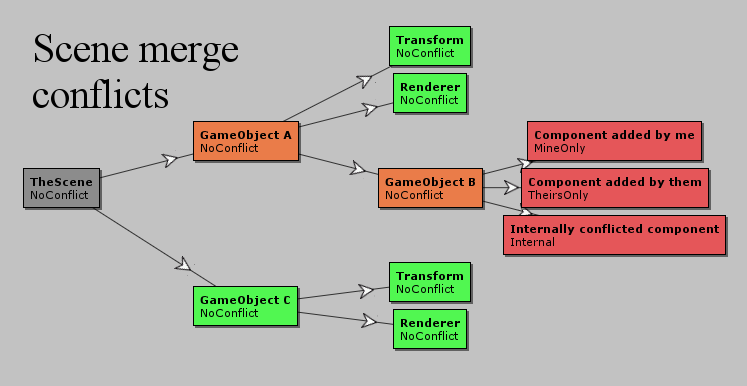 Scene merge
conflicts
Transform
NoConflict
Renderer
NoConflict
GameObject A
NoConflict
Component added by me
MineOnly
TheScene
NoConflict
GameObject B
NoConflict
Component added by them
TheirsOnly
Internally conflicted component
Internal
Transform
NoConflict
GameObject C
NoConflict
Renderer
NoConflict